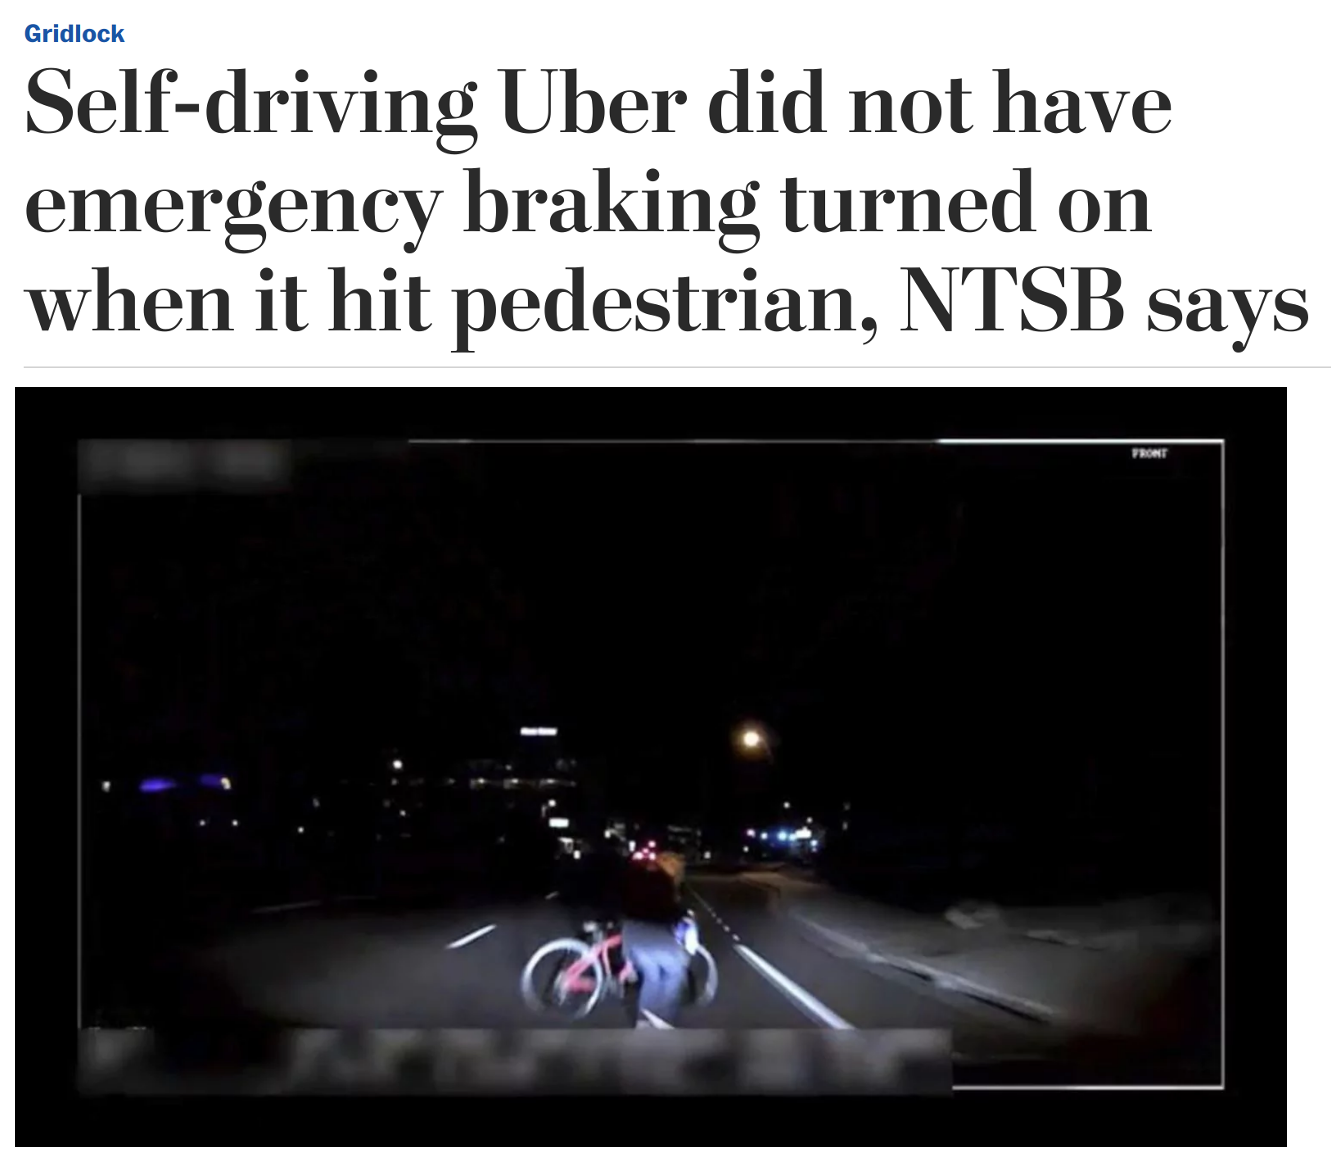 Gridlock
Self-driving Uber did not have
emergency braking turned on
when it hit pedestrian, NTSB says
FRONT